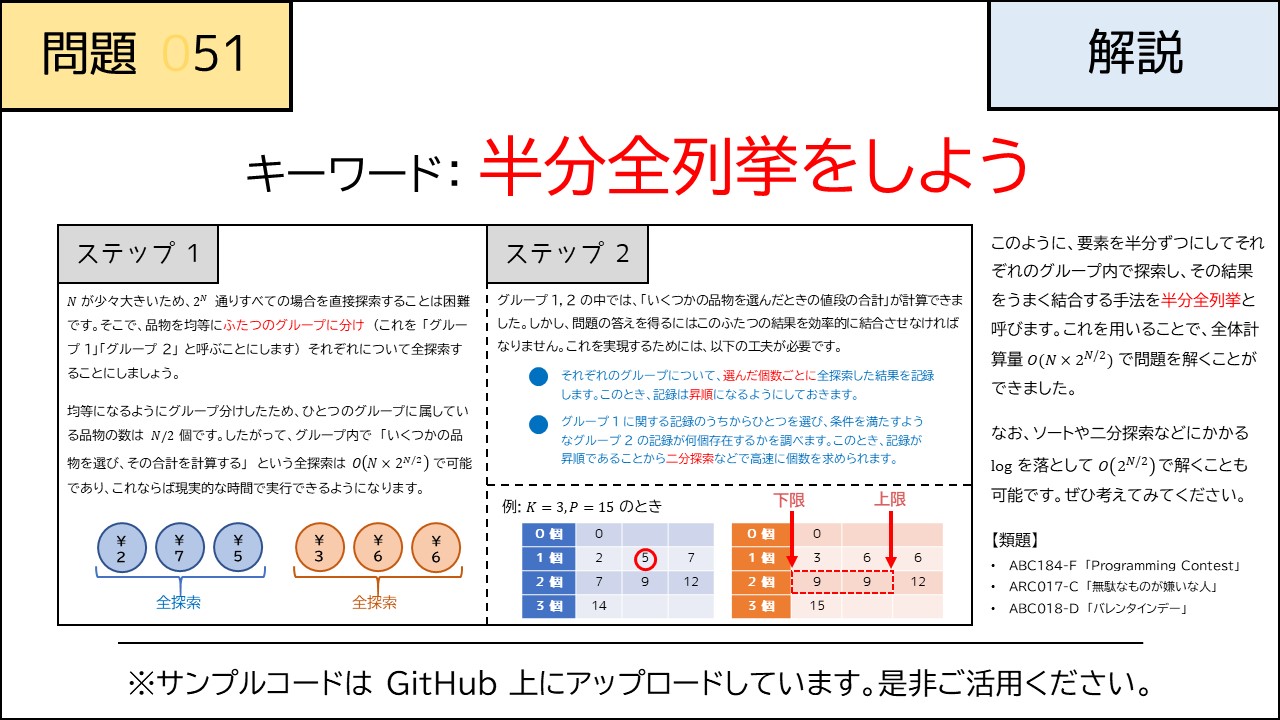 問題 051
解説
キーワード: 半分全列挙をしよう
ステップ 1
N が少々大きいため、2^N 通りすべての場合を直接探索することは困難
です。そこで、品物を均等にふたつのグループに分け（これを「グルー
プ 1」「グループ 2」と呼ぶことにします）それぞれについて全探索す
ることにしましょう。
均等になるようにグループ分けしたため、ひとつのグループに属してい
る品物の数は N/2 個です。したがって、グループ内で「いくつかの品
物を選び、その合計を計算する」という全探索は O(N × 2^{N/2}) で可能
であり、これならば現実的な時間で実行できるようになります。
¥2 ¥7 ¥5 ¥3 ¥6 ¥6
全探索 全探索
ステップ 2
グループ 1, 2 の中では、「いくつかの品物を選んだときの値段の合計」が計算できま
した。しかし、問題の答えを得るにはこのふたつの結果を効率的に結合させなければ
なりません。これを実現するためには、以下の工夫が必要です。
それぞれのグループについて、選んだ個数ごとに全探索した結果を記録
します。このとき、記録は昇順になるようにしておきます。
グループ 1 に関する記録のうちからひとつを選び、条件を満たすよう
なグループ 2 の記録が何個存在するかを調べます。このとき、記録が
昇順であることから二分探索などで高速に個数を求められます。
例: K = 3, P = 15 のとき
下限 上限
0 個 0
1 個 2 5 7
2 個 7 9 12
3 個 14
0 個 0
1 個 3 6 6
2 個 9 9 12
3 個 15
このように、要素を半分ずつにしてそれ
ぞれのグループ内で探索し、その結果
をうまく結合する手法を半分全列挙と
呼びます。これを用いることで、全体計
算量 O(N × 2^{N/2}) で問題を解くことが
できました。
なお、ソートや二分探索などにかかる
log を落として O(2^{N/2}) で解くことも
可能です。ぜひ考えてみてください。
【類題】
• ABC184-F「Programming Contest」
• ARC017-C「無駄なものが嫌いな人」
• ABC018-D「バレンタインデー」
※サンプルコードは GitHub 上にアップロードしています。是非ご活用ください。